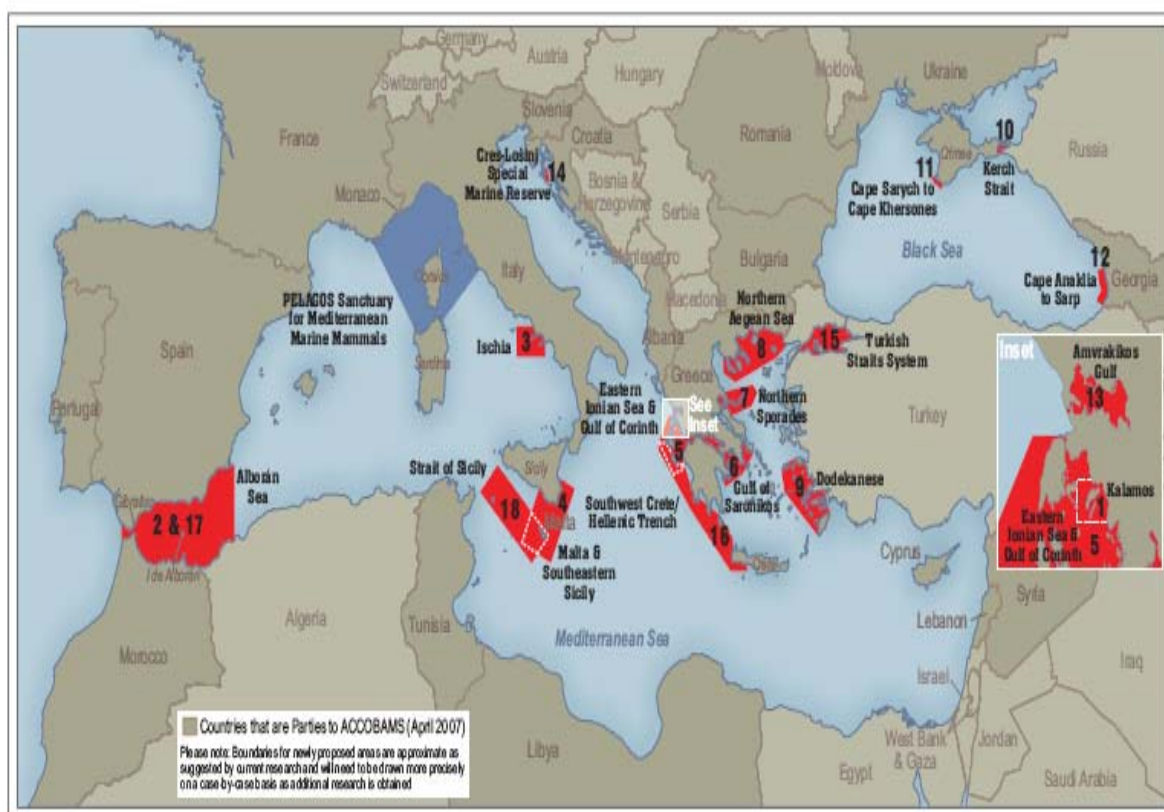 Germany
Austria
Switzerland
Hungary
Moldova
Ukraine
Slovenia
Croatia
France
Romania
Russia
Monaco
Cres-Lošinj
Special
Marine Reserve
14
Bosnia &
Herzegovina
Serbia
Montenegro
Italy
10
Kerch
Strait
Crimea
11
Cape Sarych to
Cape Khersones
Black Sea
12
Cape Anaklia
to Sarp
Georgia
Bulgaria
Macedonia
Albania
Corsica
PELAGOS Sanctuary
for Mediterranean
Marine Mammals
Spain
Portugal
Sardinia
Ischia
3
Northern
Aegean Sea
8
15
Turkish
Straits System
Greece
7
Northern
Sporades
Eastern
Ionian Sea &
Gulf of Corinth
See
Inset
5
Turkey
Inset
Amvrakikos
Gulf
13
Kalamos
1
Eastern
Ionian Sea &
Gulf of Corinth
5
Strait of Sicily
Sicily
18
4
Malta
Malta &
Southeastern
Sicily
6
Gulf of
Saronikos
9
Dodekanese
Southwest Crete/
Hellenic Trench
16
Crete
Alborán
Sea
Gibraltar
2 & 17
I de Alborán
Cyprus
Syria
Lebanon
Israel
Iraq
West Bank
& Gaza
Jordan
Saudi Arabia
Egypt
Libya
Tunisia
Algeria
Morocco
Mediterranean Sea
Countries that are Parties to ACCOBAMS (April 2007)
Please note: Boundaries for newly proposed areas are approximate as
suggested by current research and will need to be drawn more precisely
on a case-by-case basis as additional research is obtained